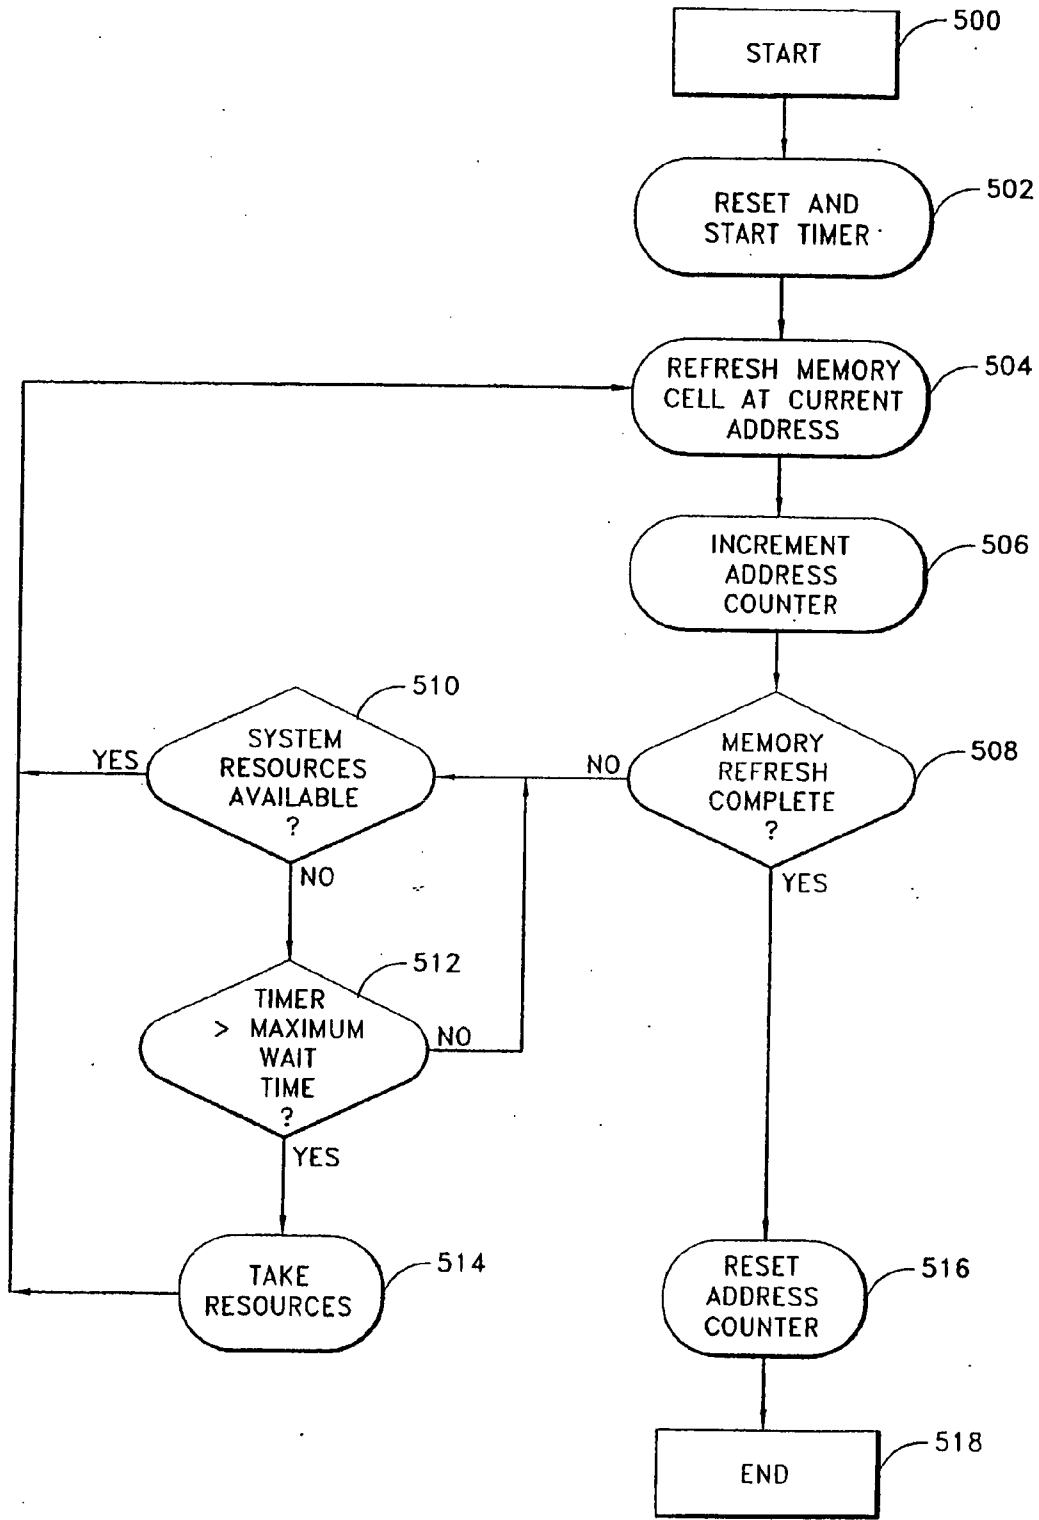 START
500
RESET AND
START TIMER
502
REFRESH MEMORY
CELL AT CURRENT
ADDRESS
504
INCREMENT
ADDRESS
COUNTER
506
MEMORY
REFRESH
COMPLETE
?
508
NO
YES
SYSTEM
RESOURCES
AVAILABLE
?
510
YES
NO
TIMER
> MAXIMUM
WAIT
TIME
?
512
NO
YES
TAKE
RESOURCES
514
RESET
ADDRESS
COUNTER
516
END
518